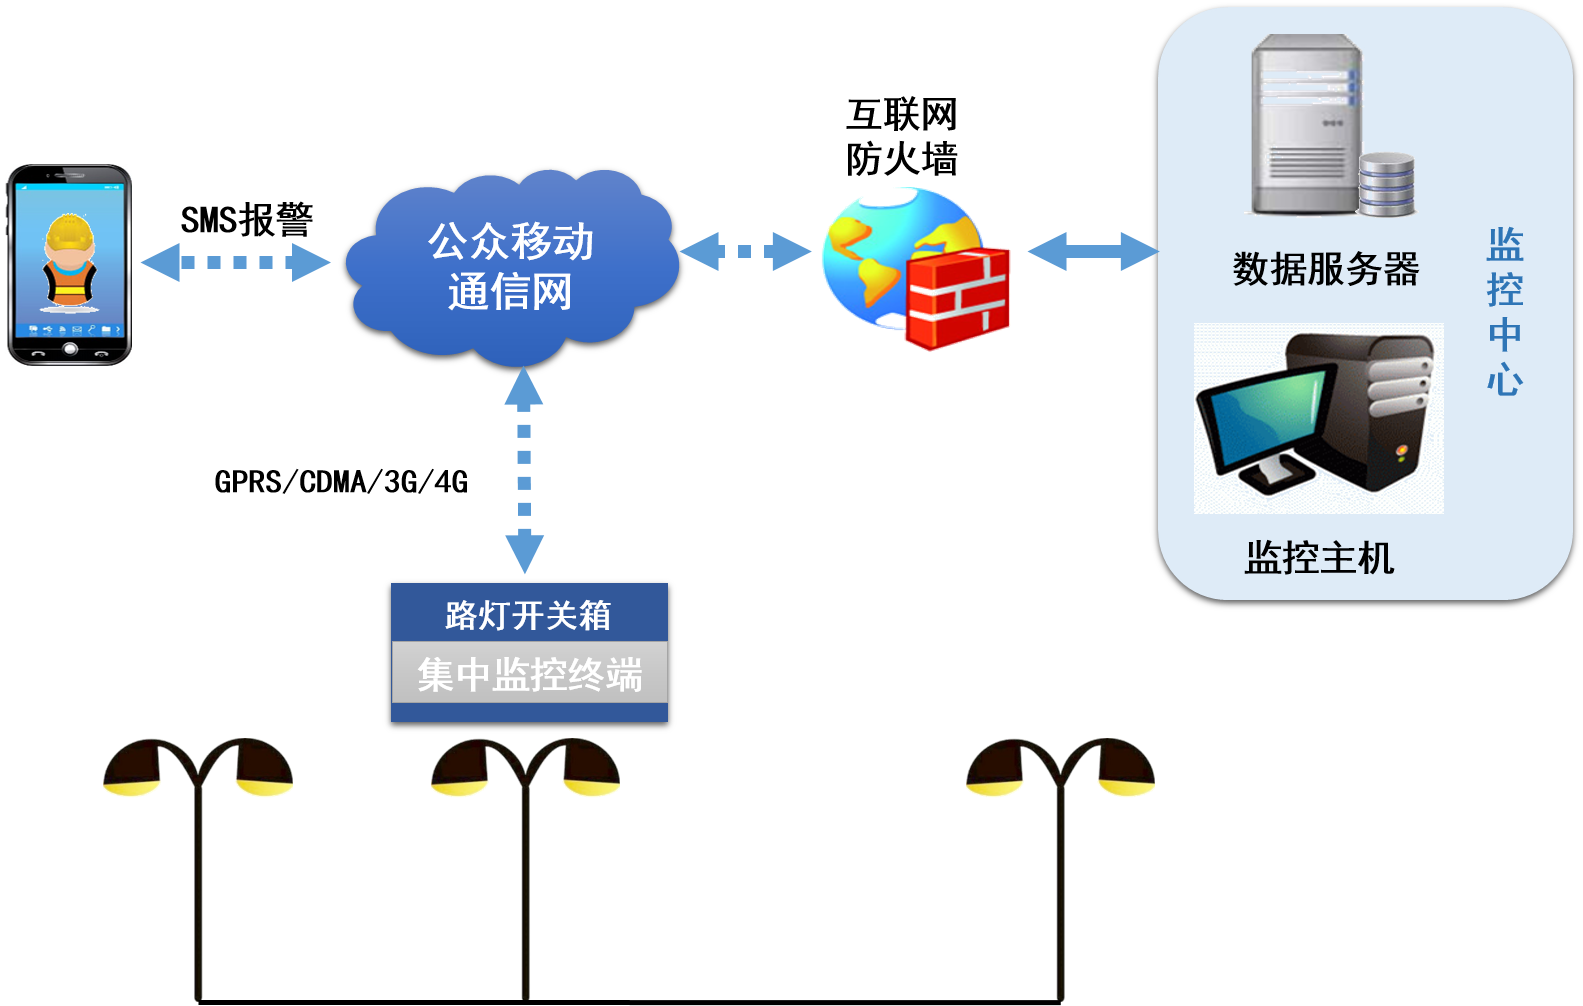 互联网
防火墙
SMS报警
公众移动
通信网
数据服务器
监控中心
GPRS/CDMA/3G/4G
监控主机
路灯开关箱
集中监控终端